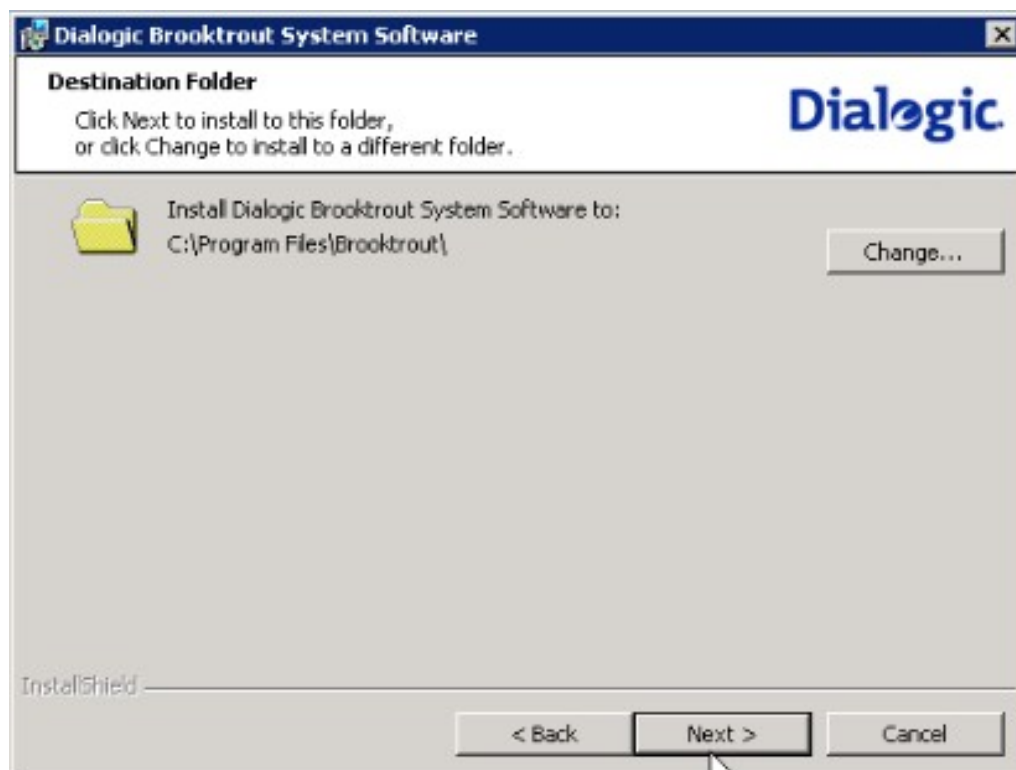 Dialogic Brooktrout System Software
Destination Folder
Click Next to install to this folder,
or click Change to install to a different folder.
Dialogic.
Install Dialogic Brooktrout System Software to:
C:\Program Files\Brooktrout\
Change...
InstallShield
< Back
Next >
Cancel